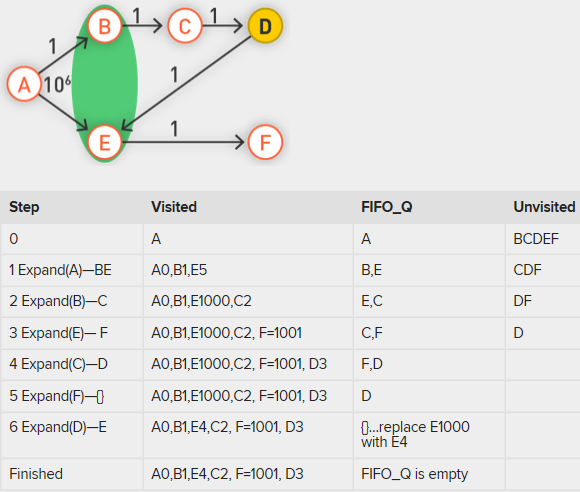 B 1 C 1 D
1
A 10⁶ 1
1
E F
Step Visited FIFO_Q Unvisited
0 A A BCDEF
1 Expand(A)—BE A0,B1,E5 B,E CDF
2 Expand(B)—C A0,B1,E1000,C2 E,C DF
3 Expand(E)— F A0,B1,E1000,C2, F=1001 C,F D
4 Expand(C)—D A0,B1,E1000,C2, F=1001, D3 F,D
5 Expand(F)—{} A0,B1,E1000,C2, F=1001, D3 D
6 Expand(D)—E A0,B1,E4,C2, F=1001, D3 {}...replace E1000
with E4
Finished A0,B1,E4,C2, F=1001, D3 FIFO_Q is empty